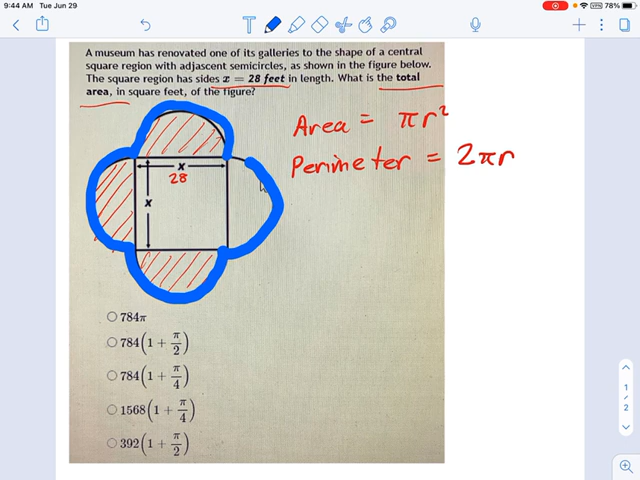 9:44 AM Tue Jun 29
VPN 78%
A museum has renovated one of its galleries to the shape of a central
square region with adjascent semicircles, as shown in the figure below.
The square region has sides x = 28 feet in length. What is the total
area, in square feet, of the figure?
Area = πr²
Perimeter = 2πr
x
28
x
784π
784(1 + π/2)
784(1 + π/4)
1568(1 + π/4)
392(1 + π/2)
1
/
2